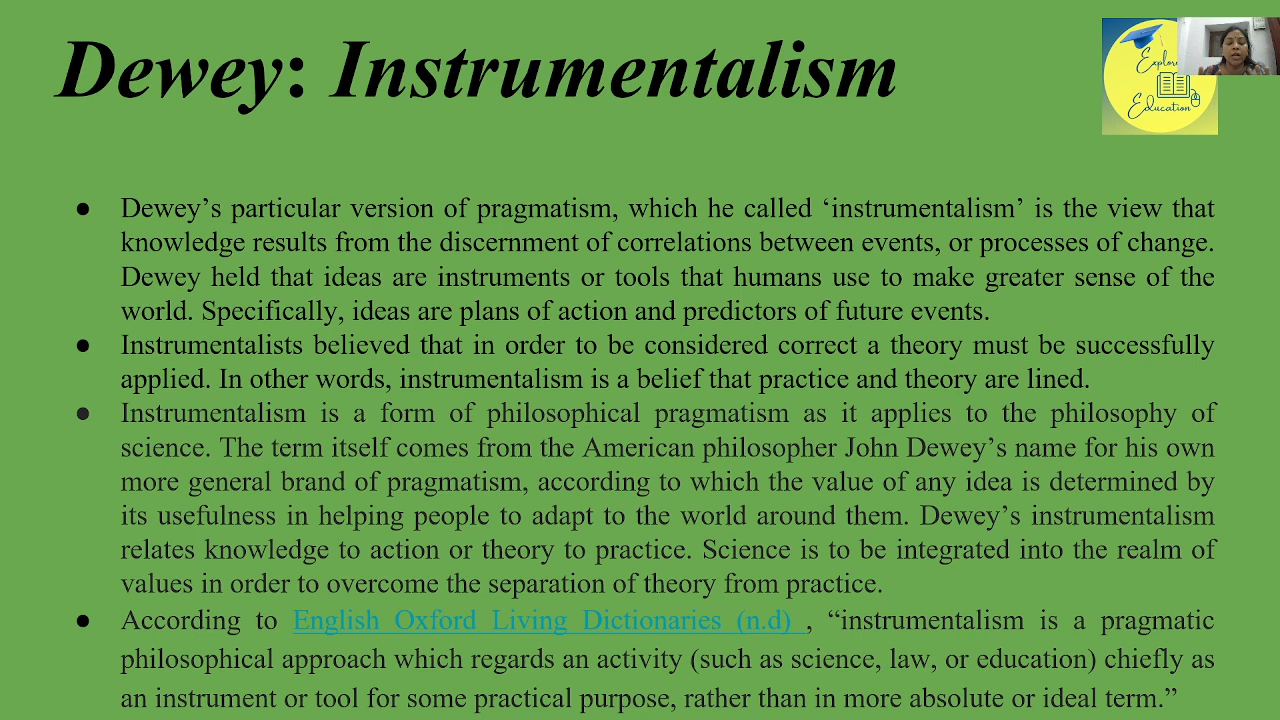 Dewey: Instrumentalism
Explore
Education
● Dewey’s particular version of pragmatism, which he called ‘instrumentalism’ is the view that
knowledge results from the discernment of correlations between events, or processes of change.
Dewey held that ideas are instruments or tools that humans use to make greater sense of the
world. Specifically, ideas are plans of action and predictors of future events.
● Instrumentalists believed that in order to be considered correct a theory must be successfully
applied. In other words, instrumentalism is a belief that practice and theory are lined.
● Instrumentalism is a form of philosophical pragmatism as it applies to the philosophy of
science. The term itself comes from the American philosopher John Dewey’s name for his own
more general brand of pragmatism, according to which the value of any idea is determined by
its usefulness in helping people to adapt to the world around them. Dewey’s instrumentalism
relates knowledge to action or theory to practice. Science is to be integrated into the realm of
values in order to overcome the separation of theory from practice.
● According to English Oxford Living Dictionaries (n.d) , “instrumentalism is a pragmatic
philosophical approach which regards an activity (such as science, law, or education) chiefly as
an instrument or tool for some practical purpose, rather than in more absolute or ideal term.”